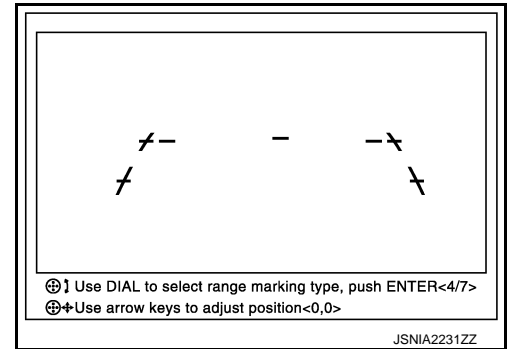 Use DIAL to select range marking type, push ENTER<4/7>
Use arrow keys to adjust position<0,0>
JSNIA2231ZZ